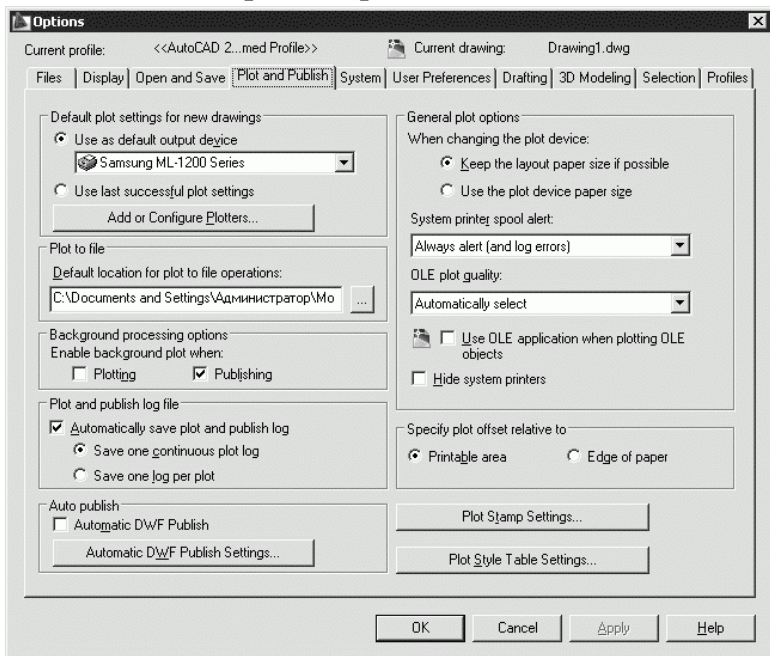 Options
Current profile: <<AutoCAD 2...med Profile>> Current drawing: Drawing1.dwg
Files Display Open and Save Plot and Publish System User Preferences Drafting 3D Modeling Selection Profiles
Default plot settings for new drawings
Use as default output device
Samsung ML-1200 Series
Use last successful plot settings
Add or Configure Plotters...
Plot to file
Default location for plot to file operations:
C:\Documents and Settings\Администратор\Мо
...
Background processing options
Enable background plot when:
Plotting Publishing
Plot and publish log file
Automatically save plot and publish log
Save one continuous plot log
Save one log per plot
Auto publish
Automatic DWF Publish
Automatic DWF Publish Settings...
General plot options
When changing the plot device:
Keep the layout paper size if possible
Use the plot device paper size
System printer spool alert:
Always alert (and log errors)
OLE plot quality:
Automatically select
Use OLE application when plotting OLE
objects
Hide system printers
Specify plot offset relative to
Printable area Edge of paper
Plot Stamp Settings...
Plot Style Table Settings...
OK Cancel Apply Help